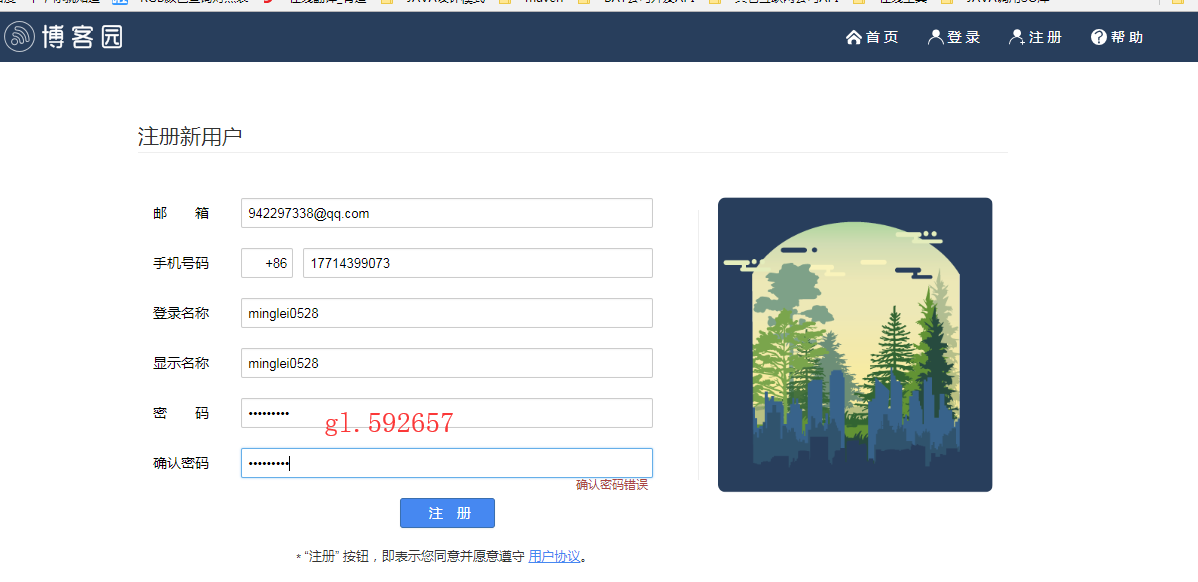 博客园 首页 登录 注册 帮助
注册新用户
邮 箱 942297338@qq.com
手机号码 +86 17714399073
登录名称 minglei0528
显示名称 minglei0528
密 码 •••••••••
gl.592657
确认密码 •••••••••
确认密码错误
注 册
* “注册” 按钮，即表示您同意并愿意遵守 用户协议。